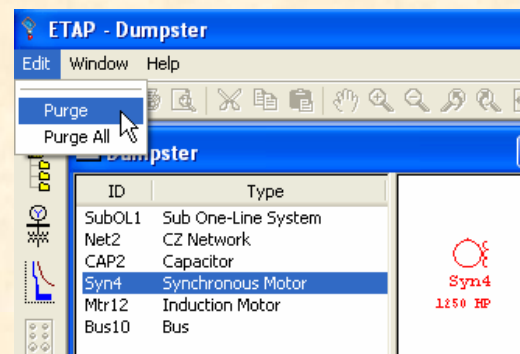 ETAP - Dumpster
Edit Window Help
Purge
Purge All
Dumpster
ID Type
SubOL1 Sub One-Line System
Net2 CZ Network
CAP2 Capacitor
Syn4 Synchronous Motor
Mtr12 Induction Motor
Bus10 Bus
Syn4
1250 HP